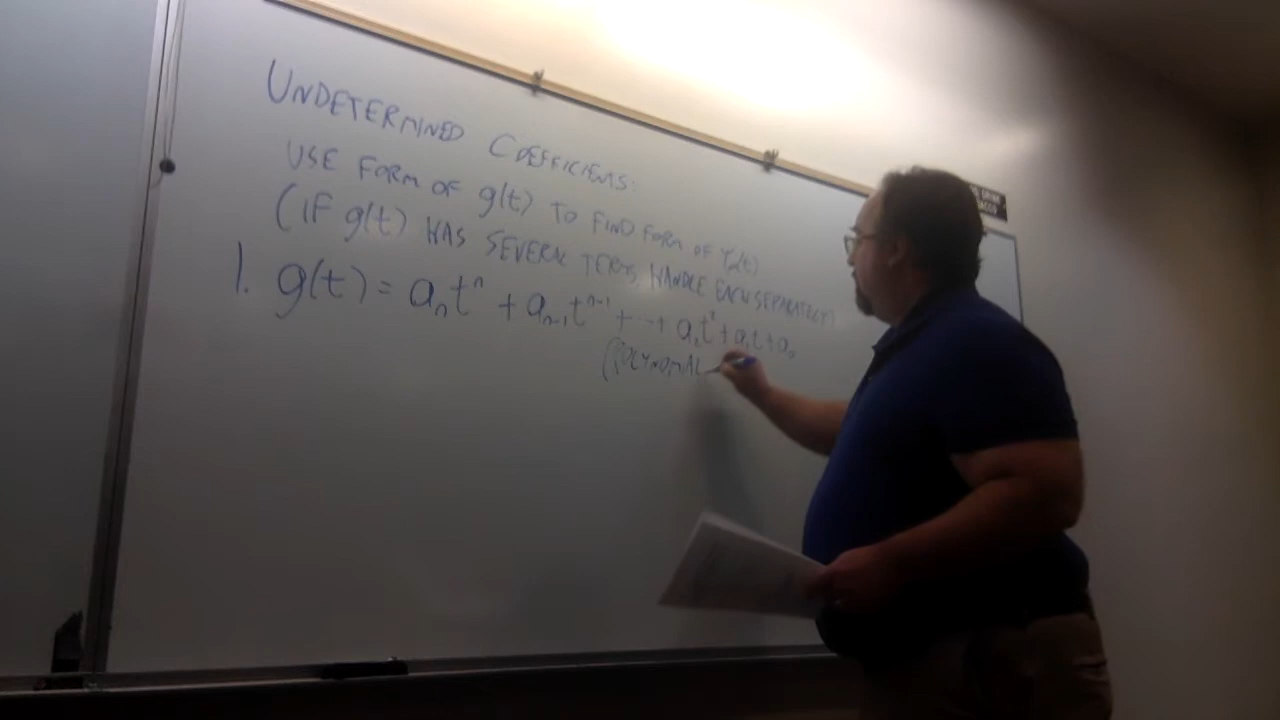 UNDETERMINED COEFFICIENTS:
USE FORM OF g(t) TO FIND FORM OF Yp(t)
(IF g(t) HAS SEVERAL TERMS, HANDLE EACH SEPARATELY)
1. g(t) = aₙtⁿ + aₙ₋₁tⁿ⁻¹ + ⋯ + a₂t² + a₁t + a₀
(POLYNOMIAL